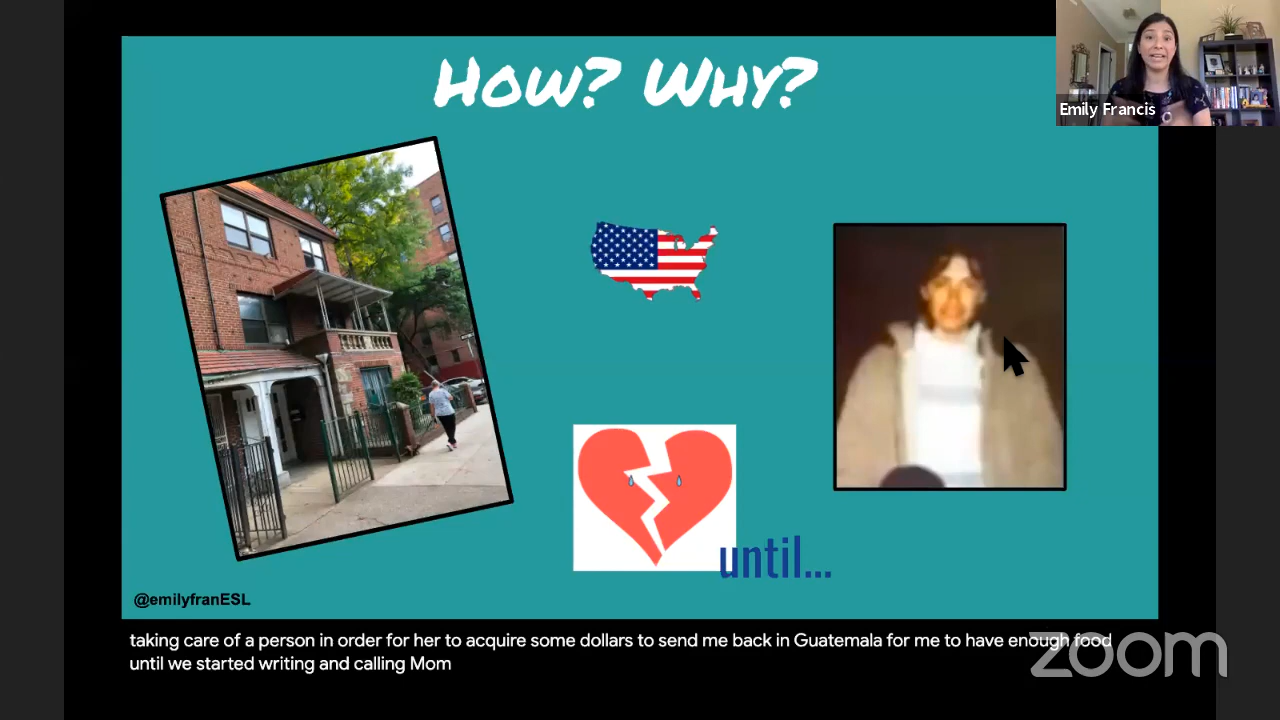 How? Why?
Emily Francis
until...
@emilyfranESL
taking care of a person in order for her to acquire some dollars to send me back in Guatemala for me to have enough food
until we started writing and calling Mom
zoom